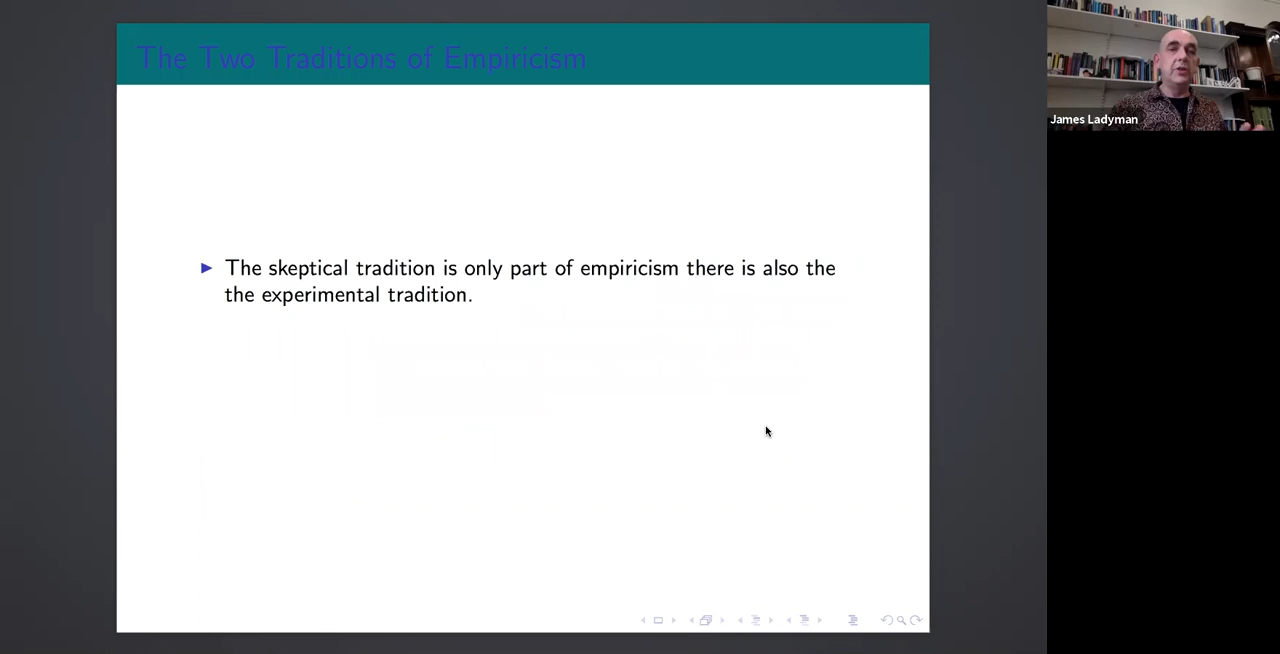 The Two Traditions of Empiricism
The skeptical tradition is only part of empiricism there is also the
the experimental tradition.
James Ladyman